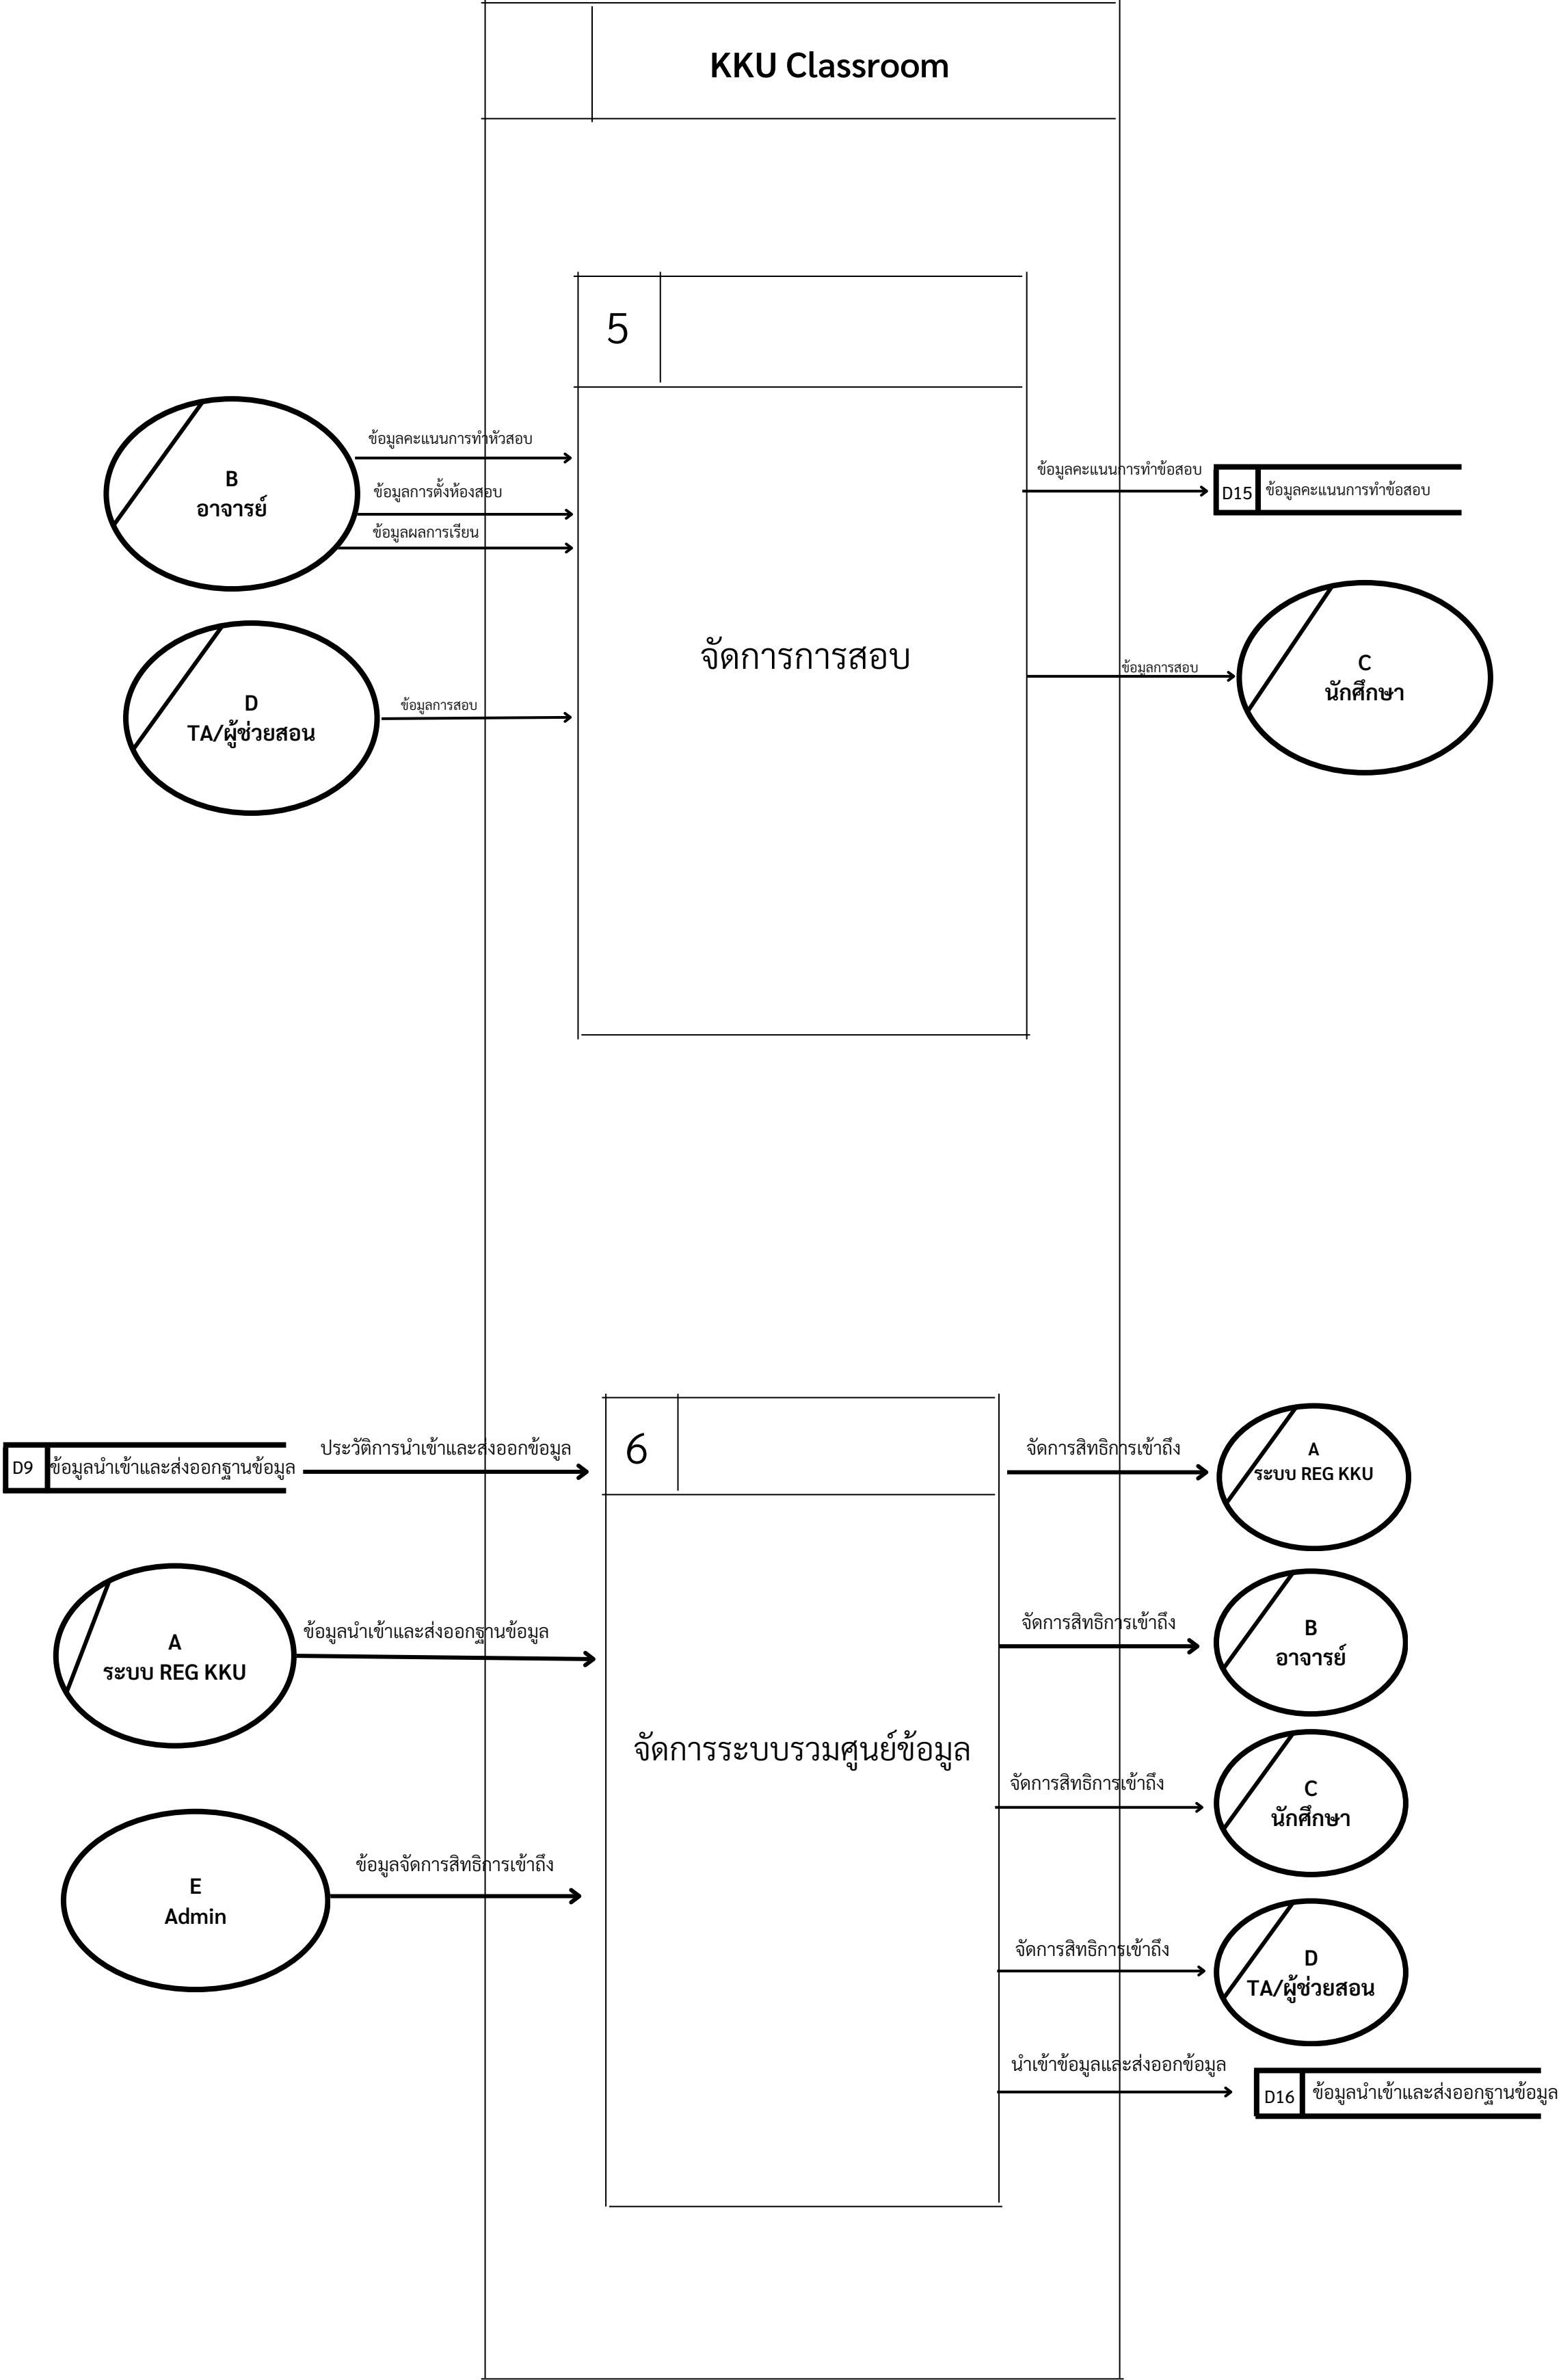 KKU Classroom
5
ข้อมูลคะแนนการทำหัวสอบ
B
อาจารย์
ข้อมูลการตั้งห้องสอบ
ข้อมูลผลการเรียน
ข้อมูลคะแนนการทำข้อสอบ
D15 ข้อมูลคะแนนการทำข้อสอบ
จัดการการสอบ
D
TA/ผู้ช่วยสอน
ข้อมูลการสอบ
ข้อมูลการสอบ
C
นักศึกษา
D9 ข้อมูลนำเข้าและส่งออกฐานข้อมูล
ประวัติการนำเข้าและส่งออกข้อมูล
6
จัดการสิทธิการเข้าถึง
A
ระบบ REG KKU
A
ระบบ REG KKU
ข้อมูลนำเข้าและส่งออกฐานข้อมูล
จัดการสิทธิการเข้าถึง
B
อาจารย์
จัดการระบบรวมศูนย์ข้อมูล
จัดการสิทธิการเข้าถึง
C
นักศึกษา
E
Admin
ข้อมูลจัดการสิทธิการเข้าถึง
จัดการสิทธิการเข้าถึง
D
TA/ผู้ช่วยสอน
นำเข้าข้อมูลและส่งออกข้อมูล
D16 ข้อมูลนำเข้าและส่งออกฐานข้อมูล